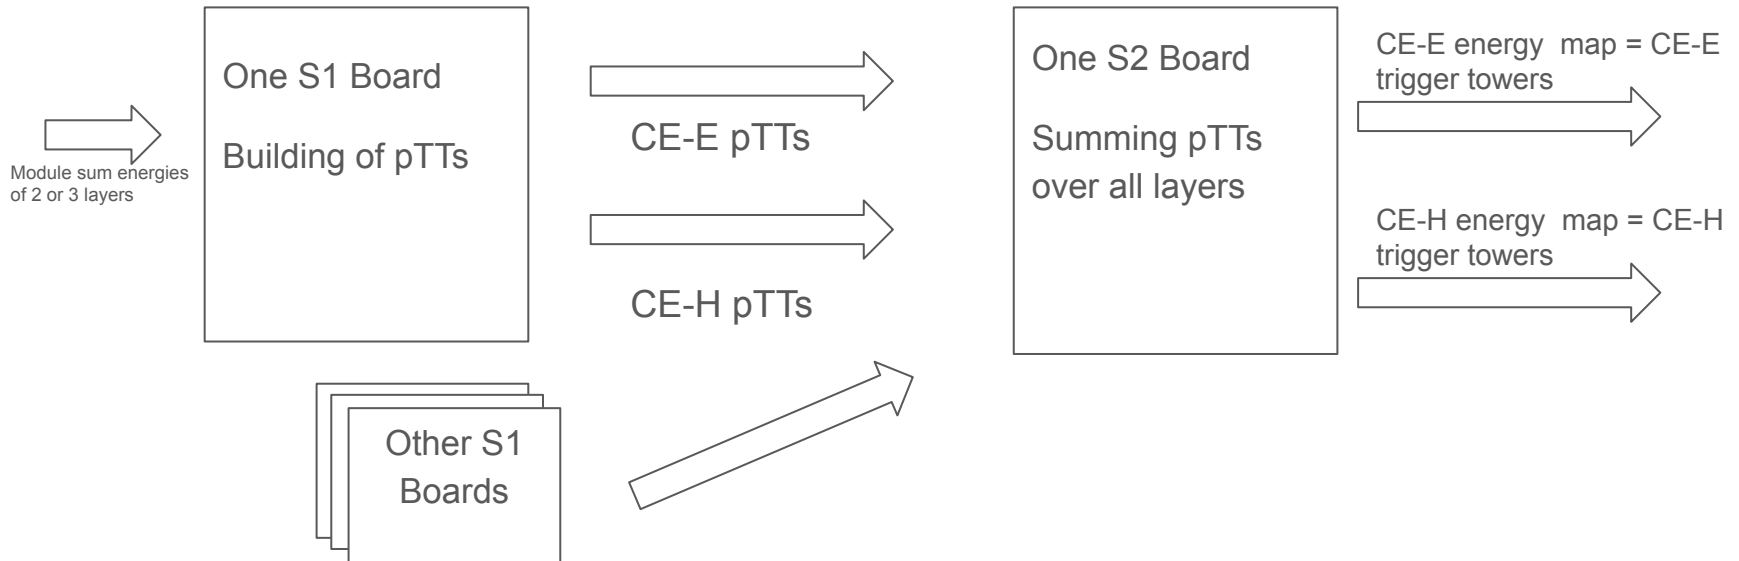 Module sum energies
of 2 or 3 layers
One S1 Board
Building of pTTs
CE-E pTTs
CE-H pTTs
Other S1
Boards
One S2 Board
Summing pTTs
over all layers
CE-E energy  map = CE-E
trigger towers
CE-H energy  map = CE-H
trigger towers